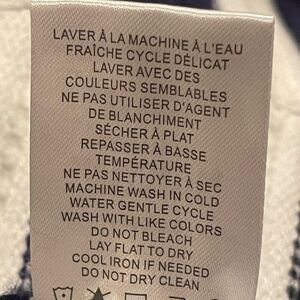 LAVER À LA MACHINE À L'EAU
FRAÎCHE CYCLE DÉLICAT
LAVER AVEC DES
COULEURS SEMBLABLES
NE PAS UTILISER D'AGENT
DE BLANCHIMENT
SÉCHER À PLAT
REPASSER À BASSE
TEMPÉRATURE
NE PAS NETTOYER À SEC
MACHINE WASH IN COLD
WATER GENTLE CYCLE
WASH WITH LIKE COLORS
DO NOT BLEACH
LAY FLAT TO DRY
COOL IRON IF NEEDED
DO NOT DRY CLEAN